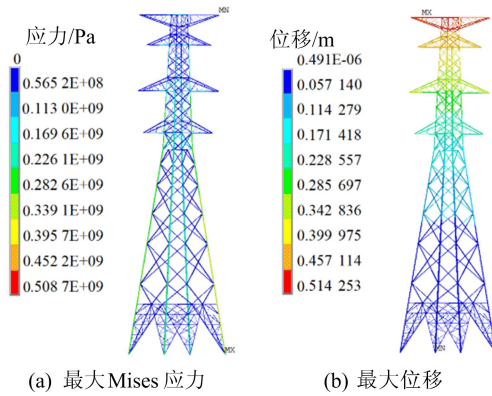 应力/Pa
MN
0
0.565 2E+08
0.113 0E+09
0.169 6E+09
0.226 1E+09
0.282 6E+09
0.339 1E+09
0.395 7E+09
0.452 2E+09
0.508 7E+09
MX
(a) 最大Mises 应力
位移/m
MX
0.491E-06
0.057 140
0.114 279
0.171 418
0.228 557
0.285 697
0.342 836
0.399 975
0.457 114
0.514 253
MN
(b) 最大位移